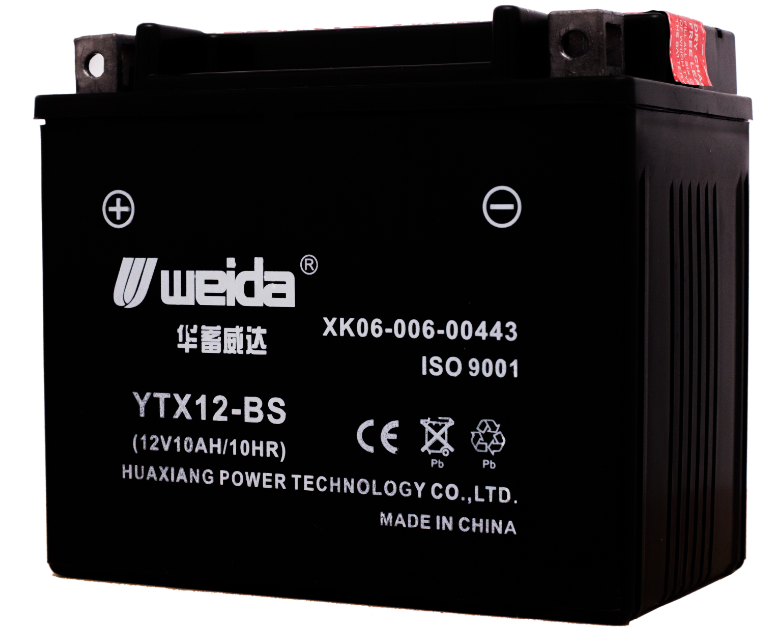 weida®
华蓄威达
XK06-006-00443
ISO 9001
YTX12-BS
(12V10AH/10HR)
CE
Pb
Pb
HUAXIANG POWER TECHNOLOGY CO.,LTD.
MADE IN CHINA